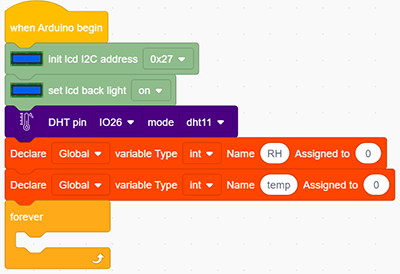 when Arduino begin
init lcd I2C address 0x27
set lcd back light on
DHT pin IO26 mode dht11
Declare Global variable Type int Name RH Assigned to 0
Declare Global variable Type int Name temp Assigned to 0
forever